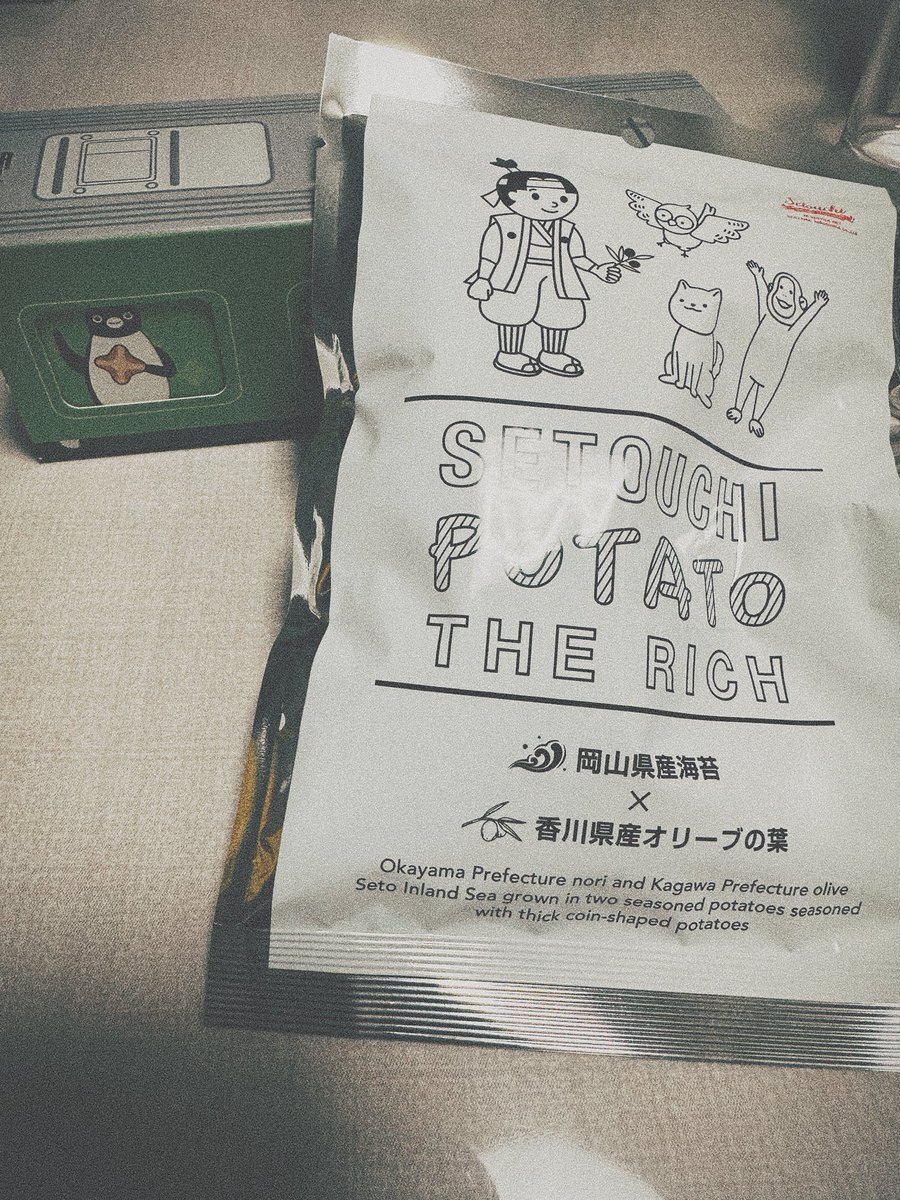 Setouchi
SETOUCHI
POTATO
THE RICH
岡山県産海苔
×
香川県産オリーブの葉
Okayama Prefecture nori and Kagawa Prefecture olive
Seto Inland Sea grown in two seasoned potatoes seasoned
with thick coin-shaped potatoes